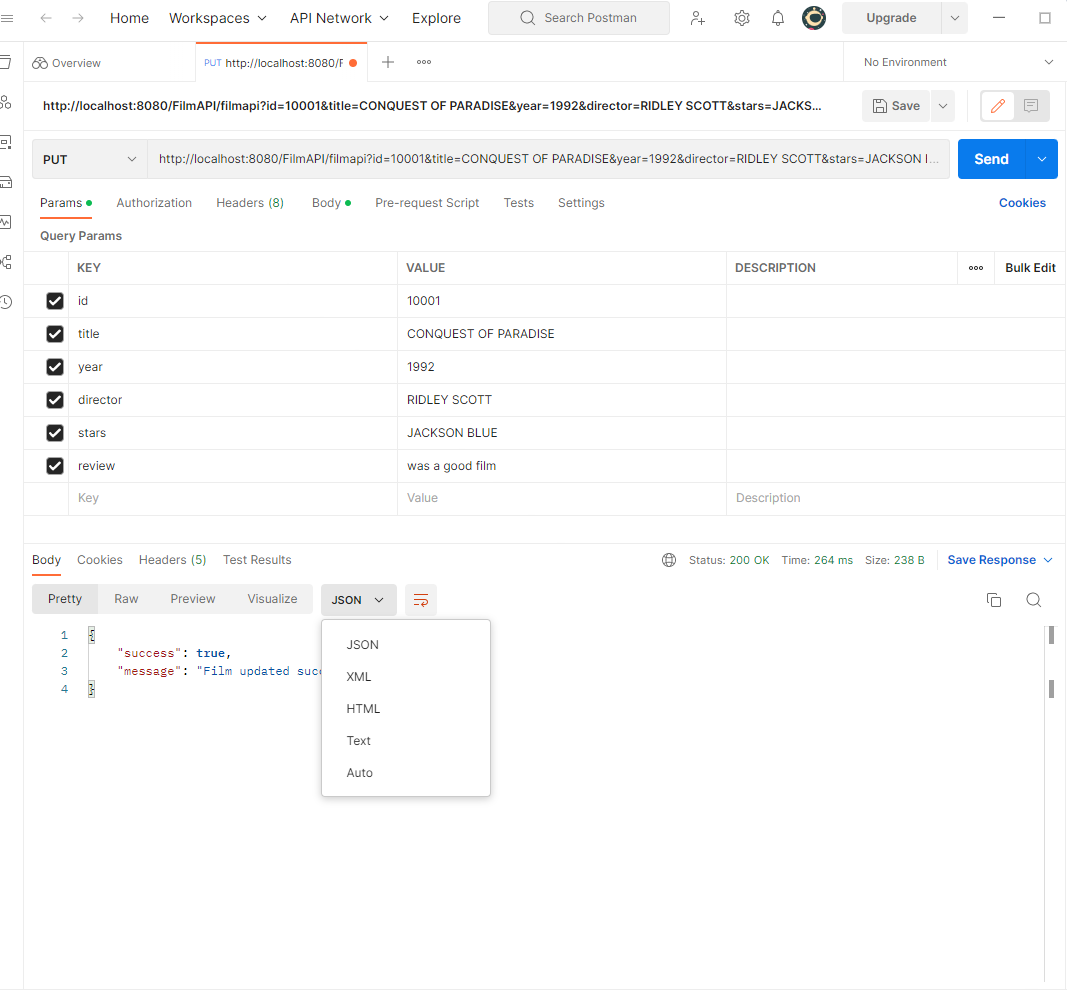 Home Workspaces API Network Explore Search Postman Upgrade
Overview PUT http://localhost:8080/F No Environment
http://localhost:8080/FilmAPI/filmapi?id=10001&title=CONQUEST OF PARADISE&year=1992&director=RIDLEY SCOTT&stars=JACKS... Save
PUT http://localhost:8080/FilmAPI/filmapi?id=10001&title=CONQUEST OF PARADISE&year=1992&director=RIDLEY SCOTT&stars=JACKSON I... Send
Params Authorization Headers (8) Body Pre-request Script Tests Settings Cookies
Query Params
KEY VALUE DESCRIPTION Bulk Edit
id 10001
title CONQUEST OF PARADISE
year 1992
director RIDLEY SCOTT
stars JACKSON BLUE
review was a good film
Key Value Description
Body Cookies Headers (5) Test Results Status: 200 OK Time: 264 ms Size: 238 B Save Response
Pretty Raw Preview Visualize JSON
1 {
2 "success": true,
3 "message": "Film updated succ
4 }
JSON
XML
HTML
Text
Auto